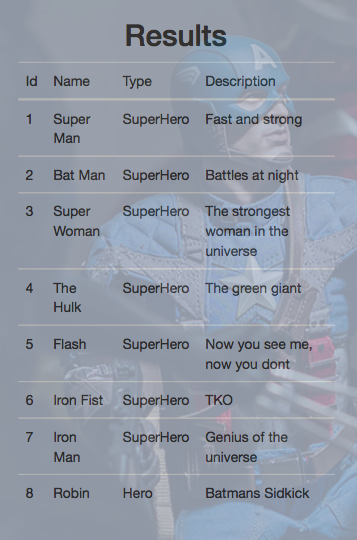 Results
Id Name Type Description
1 Super Man SuperHero Fast and strong
2 Bat Man SuperHero Battles at night
3 Super Woman SuperHero The strongest woman in the universe
4 The Hulk SuperHero The green giant
5 Flash SuperHero Now you see me, now you dont
6 Iron Fist SuperHero TKO
7 Iron Man SuperHero Genius of the universe
8 Robin Hero Batmans Sidkick